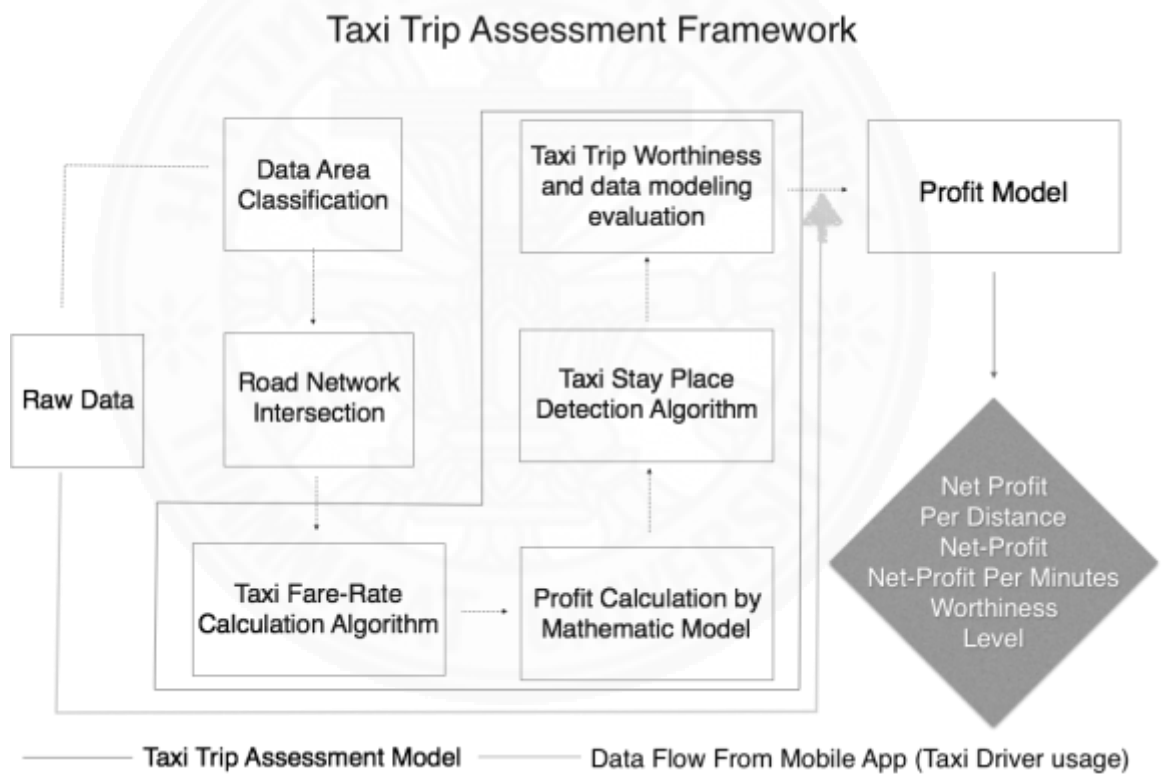 Taxi Trip Assessment Framework
Raw Data
Data Area
Classification
Road Network
Intersection
Taxi Fare-Rate
Calculation Algorithm
Profit Calculation by
Mathematic Model
Taxi Stay Place
Detection Algorithm
Taxi Trip Worthiness
and data modeling
evaluation
Profit Model
Net Profit
Per Distance
Net-Profit
Net-Profit Per Minutes
Worthiness
Level
Taxi Trip Assessment Model
Data Flow From Mobile App (Taxi Driver usage)